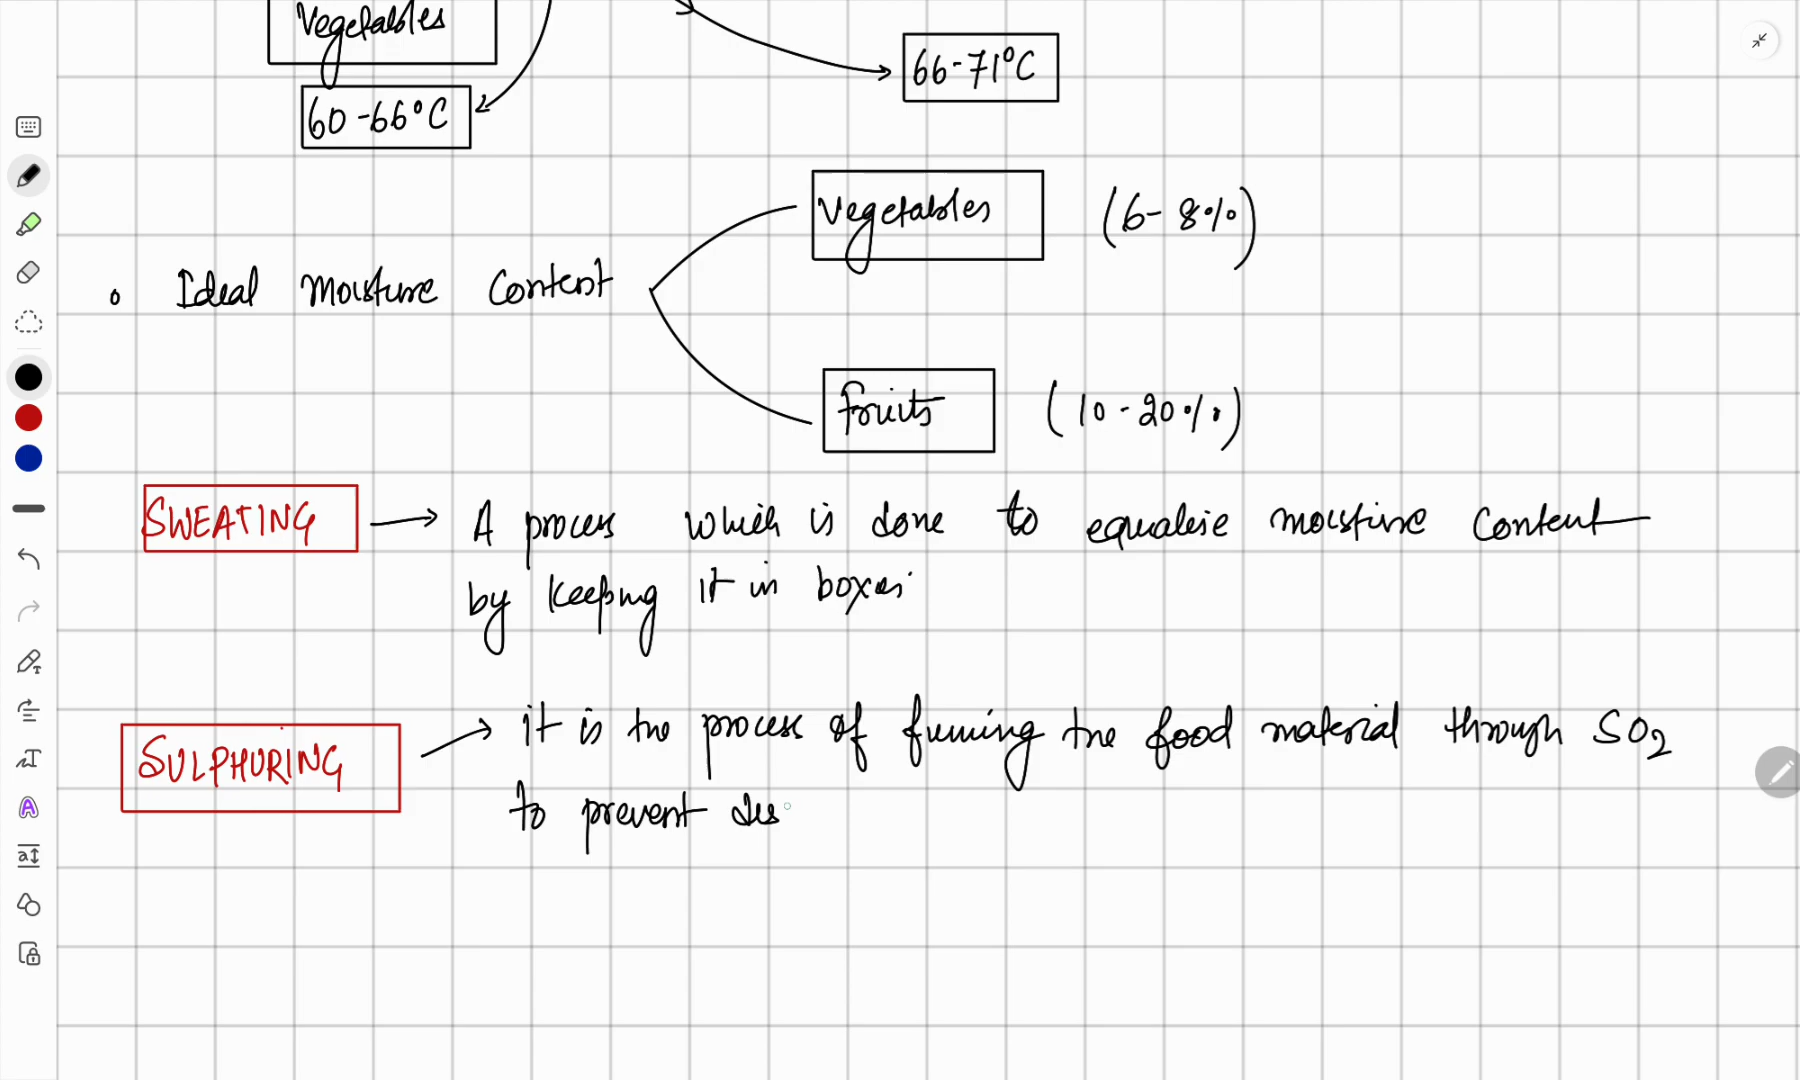 Vegetables
66-71°C
60-66°C
Vegetables (6-8%)
Ideal Moisture Content
fruits (10-20%)
SWEATING → A process which is done to equalise moisture Content
by keeping it in boxes
SULPHURING → it is the process of fuming the food material through SO2
to prevent dis